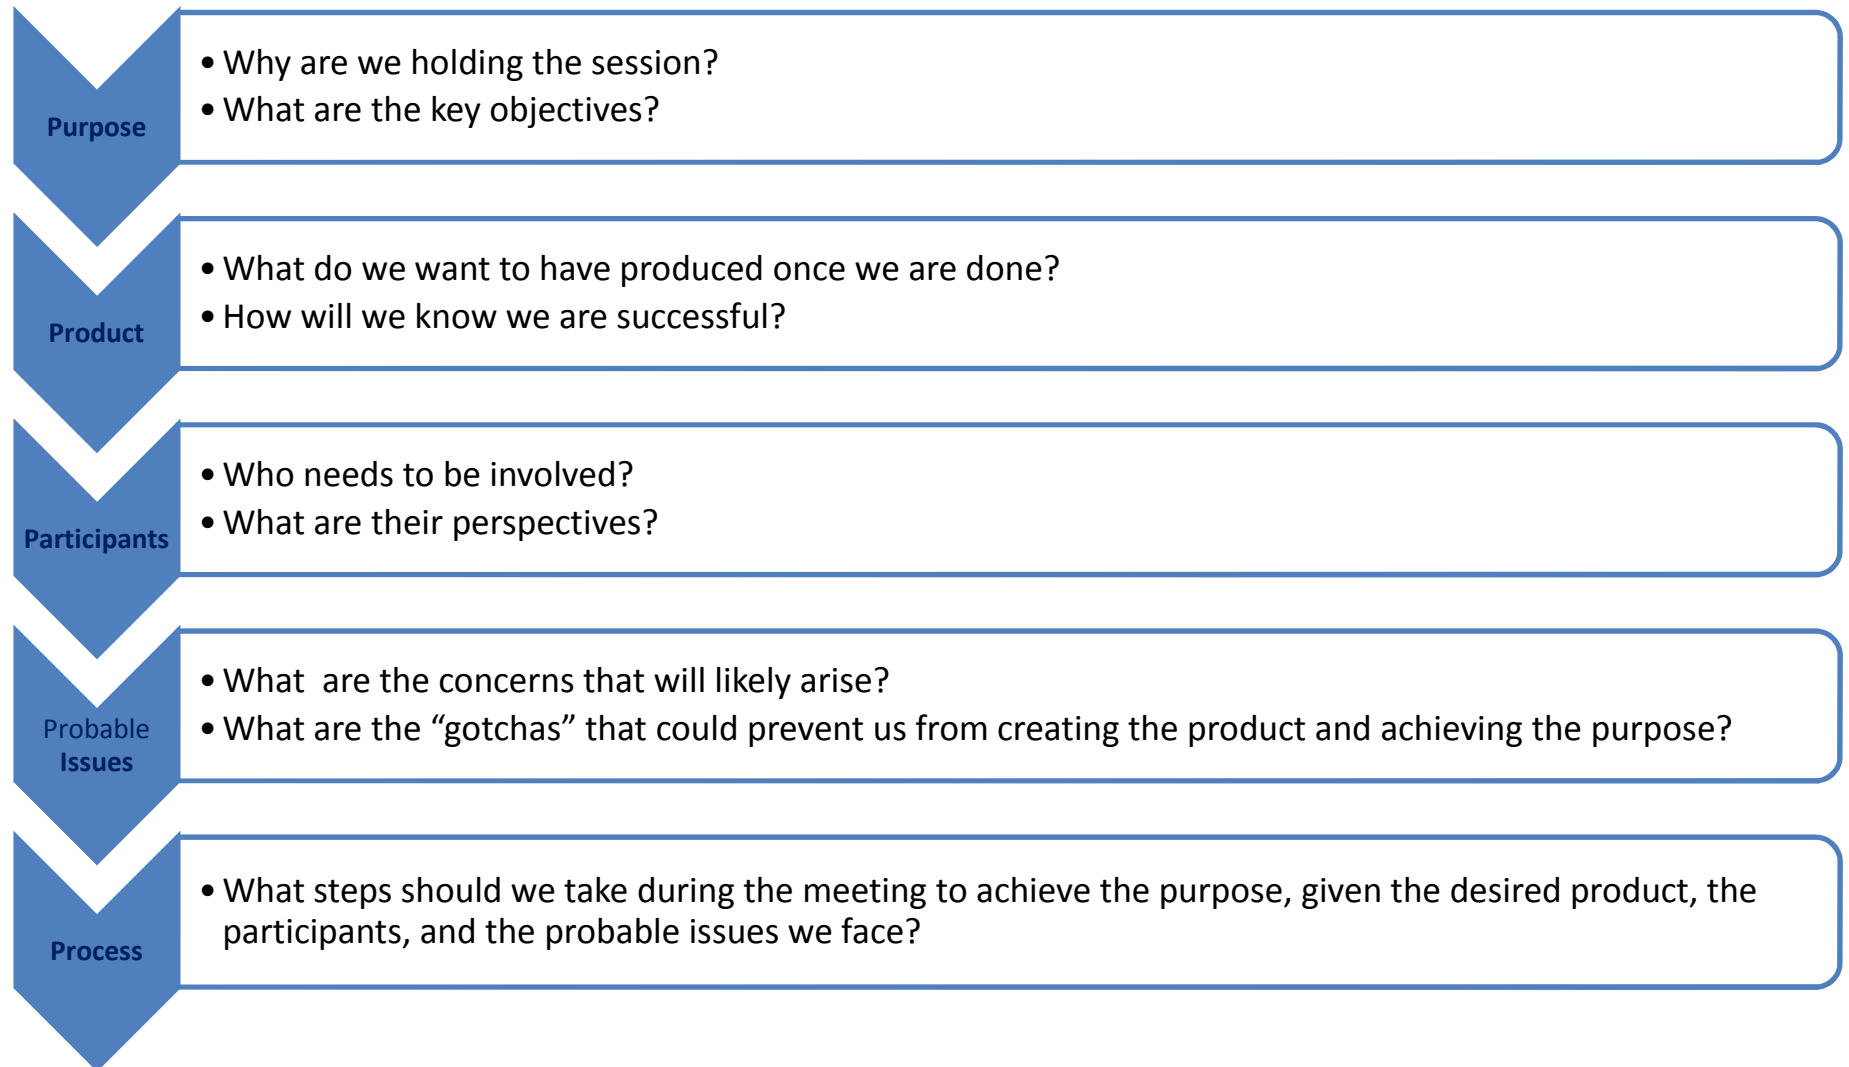 Purpose
• Why are we holding the session?
• What are the key objectives?
Product
• What do we want to have produced once we are done?
• How will we know we are successful?
Participants
• Who needs to be involved?
• What are their perspectives?
Probable
Issues
• What  are the concerns that will likely arise?
• What are the “gotchas” that could prevent us from creating the product and achieving the purpose?
Process
• What steps should we take during the meeting to achieve the purpose, given the desired product, the
participants, and the probable issues we face?